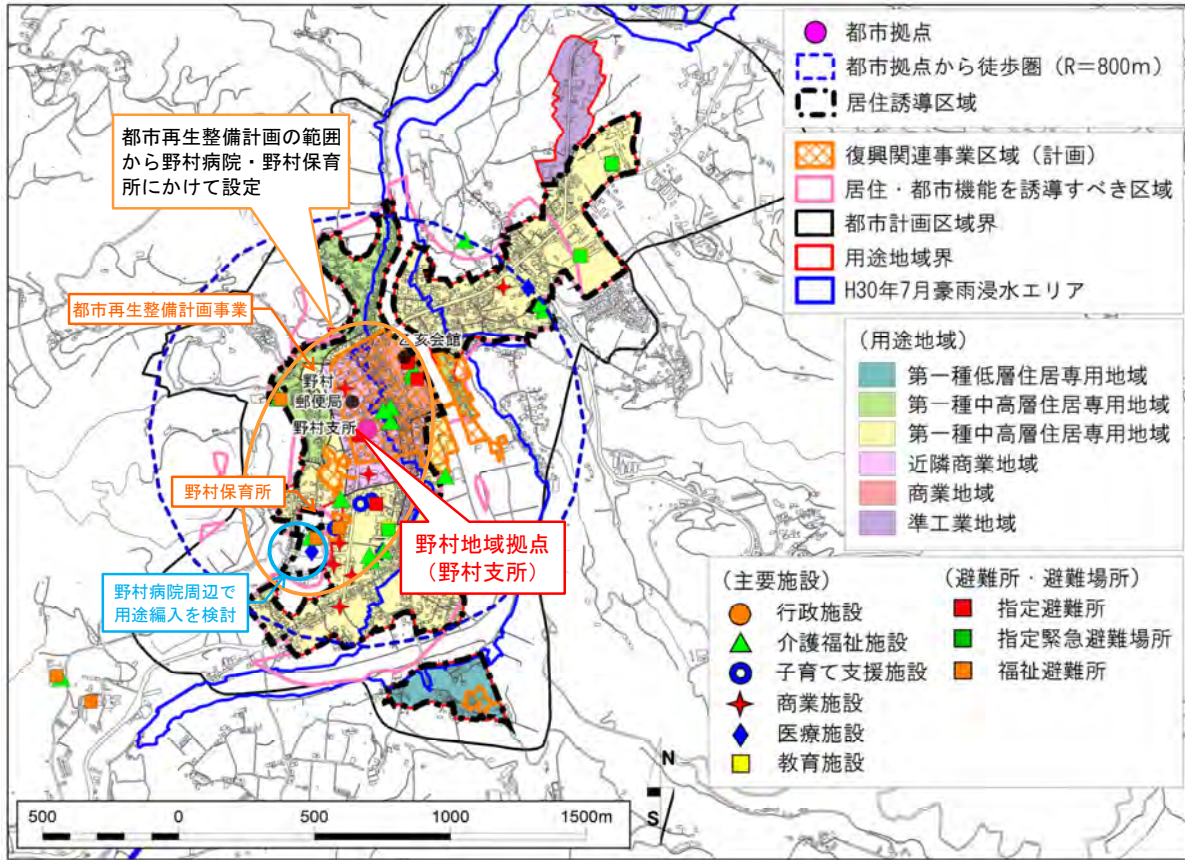 都市拠点
都市拠点から徒歩圏（R＝800m）
居住誘導区域
復興関連事業区域（計画）
居住・都市機能を誘導すべき区域
都市計画区域界
用途地域界
H30年7月豪雨浸水エリア
（用途地域）
第一種低層住居専用地域
第一種中高層住居専用地域
第一種中高層住居専用地域
近隣商業地域
商業地域
準工業地域
（主要施設）
行政施設
介護福祉施設
子育て支援施設
商業施設
医療施設
教育施設
（避難所・避難場所）
指定避難所
指定緊急避難場所
福祉避難所
都市再生整備計画の範囲
から野村病院・野村保育
所にかけて設定
都市再生整備計画事業
乙亥会館
野村
郵便局
野村支所
野村保育所
野村地域拠点
（野村支所）
野村病院周辺で
用途編入を検討
N
S
500 0 500 1000 1500m